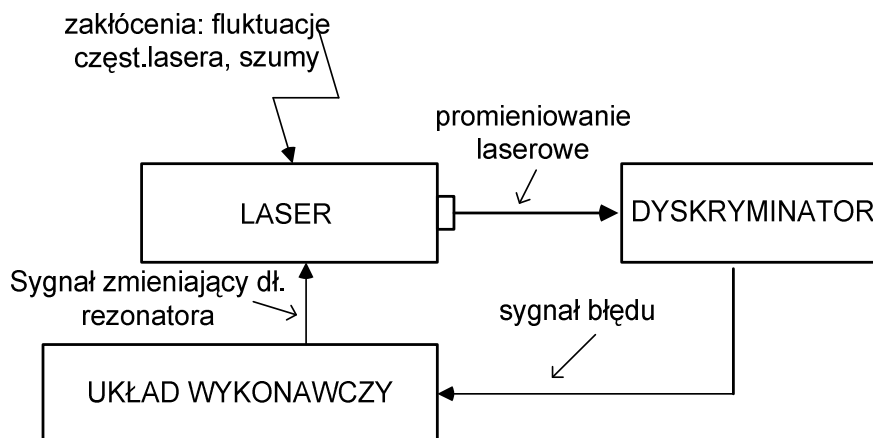 zakłócenia: fluktuacje
częst.lasera, szumy
promieniowanie
laserowe
LASER
DYSKRYMINATOR
Sygnał zmieniający dł.
rezonatora
sygnał błędu
UKŁAD WYKONAWCZY